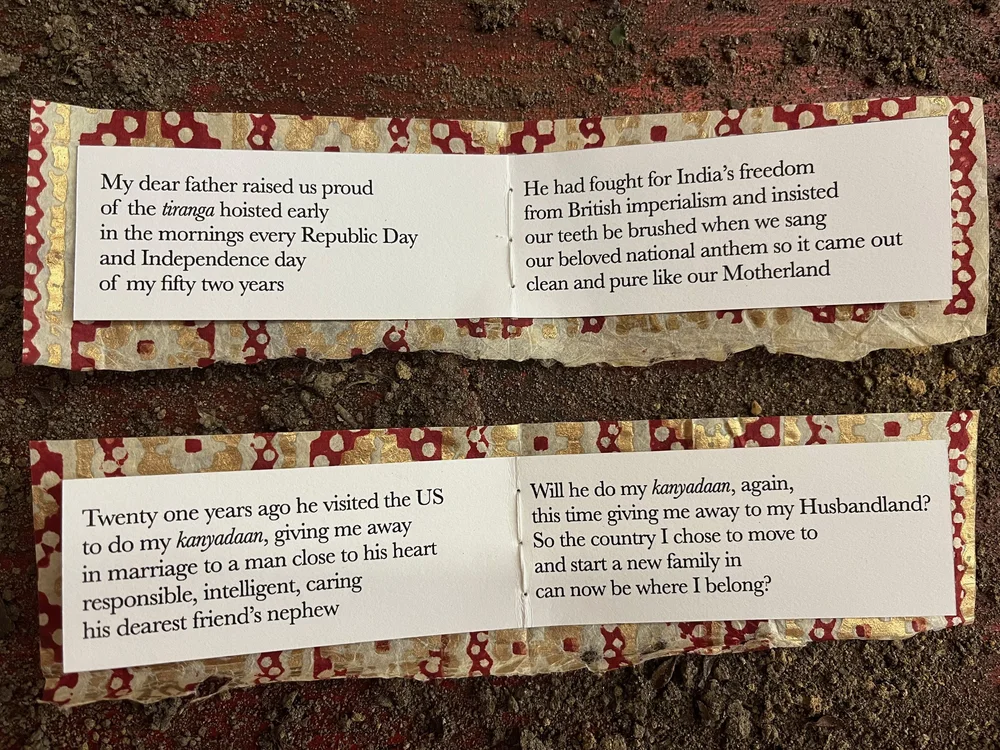 My dear father raised us proud
of the tiranga hoisted early
in the mornings every Republic Day
and Independence day
of my fifty two years
He had fought for India's freedom
from British imperialism and insisted
our teeth be brushed when we sang
our beloved national anthem so it came out
clean and pure like our Motherland
Twenty one years ago he visited the US
to do my kanyadaan, giving me away
in marriage to a man close to his heart
responsible, intelligent, caring
his dearest friend's nephew
Will he do my kanyadaan, again,
this time giving me away to my Husbandland?
So the country I chose to move to
and start a new family in
can now be where I belong?